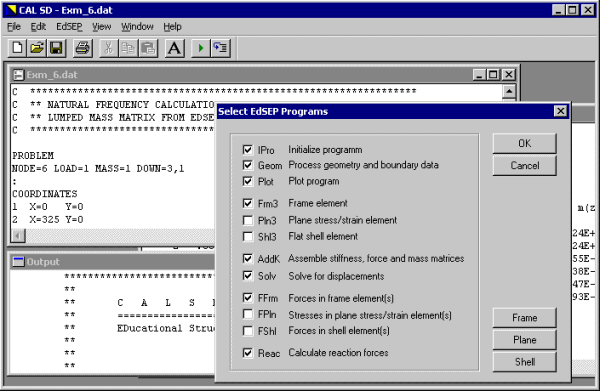 CAL SD - Exm_6.dat
File Edit EdSEP View Window Help
Exm_6.dat
C ****************************************************************
C ** NATURAL FREQUENCY CALCULATIO
C ** LUMPED MASS MATRIX FROM EDSE
C ********************************
PROBLEM
NODE=6 LOAD=1 MASS=1 DOWN=3,1
:
COORDINATES
1 X=0 Y=0
2 X=325 Y=0
Output
**************************
**
** C A L S
** ================
** EDucational Struc
**
**
Select EdSEP Programs
IPro Initialize programm
Geom Process geometry and boundary data
Plot Plot program
Frm3 Frame element
Pln3 Plane stress/strain element
Shl3 Flat shell element
AddK Assemble stiffness, force and mass matrices
Solv Solve for displacements
FFrm Forces in frame element(s)
FPln Stresses in plane stress/strain element(s)
FShl Forces in shell element(s)
Reac Calculate reaction forces
OK
Cancel
Frame
Plane
Shell
m(z
24E+
24E+
55E-
38E-
47E-
93E-